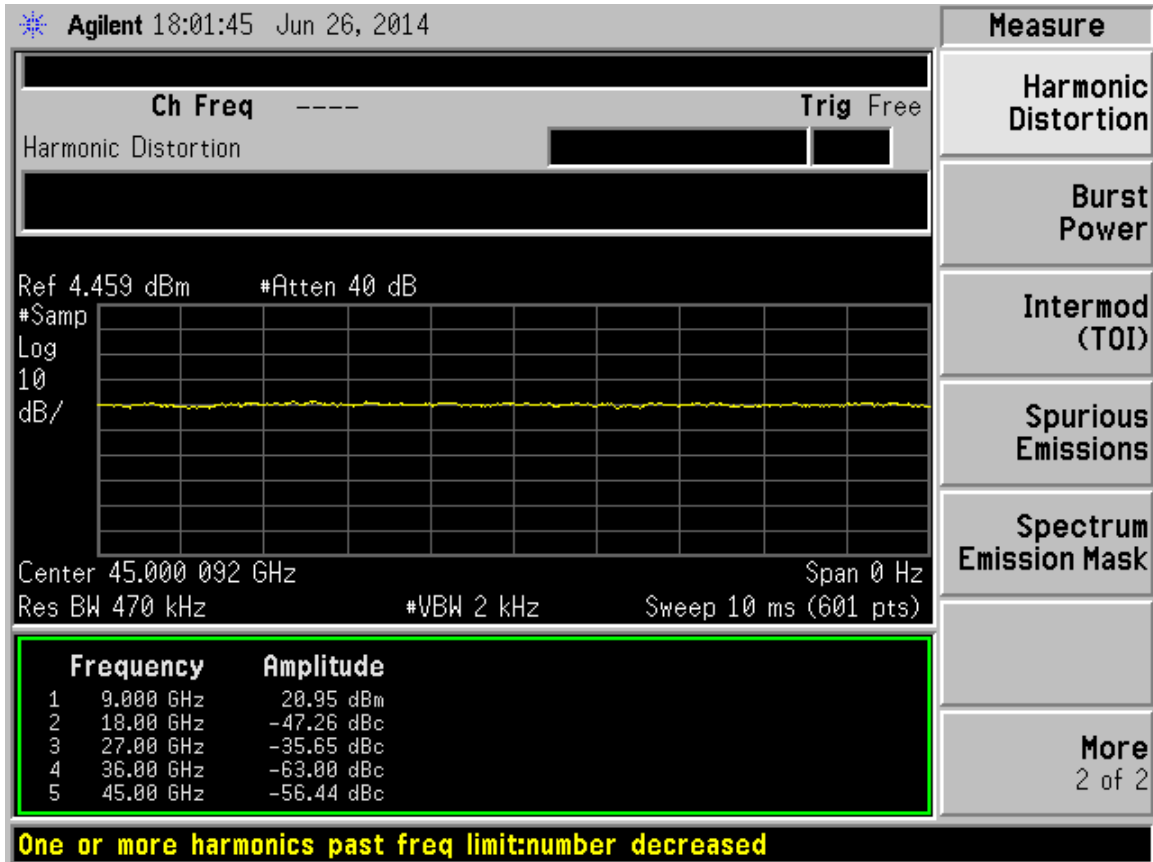 Agilent 18:01:45 Jun 26, 2014
Measure
Ch Freq ---- Trig Free
Harmonic Distortion
Ref 4.459 dBm #Atten 40 dB
#Samp
Log
10
dB/
Center 45.000 092 GHz Span 0 Hz
Res BW 470 kHz #VBW 2 kHz Sweep 10 ms (601 pts)
Frequency Amplitude
1 9.000 GHz 20.95 dBm
2 18.00 GHz -47.26 dBc
3 27.00 GHz -35.65 dBc
4 36.00 GHz -63.00 dBc
5 45.00 GHz -56.44 dBc
One or more harmonics past freq limit:number decreased
Harmonic
Distortion
Burst
Power
Intermod
(TOI)
Spurious
Emissions
Spectrum
Emission Mask
More
2 of 2